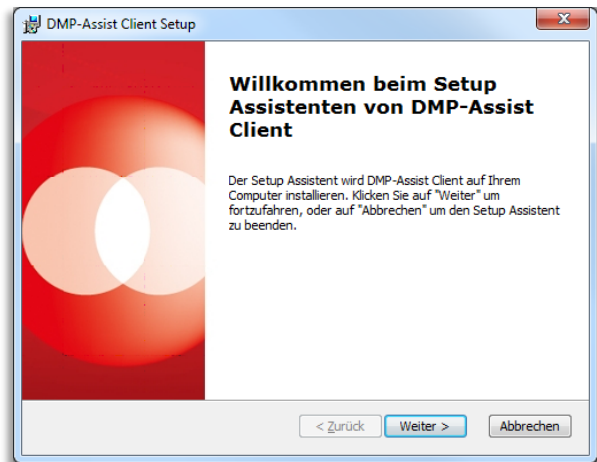 DMP-Assist Client Setup
Willkommen beim Setup
Assistenten von DMP-Assist
Client
Der Setup Assistent wird DMP-Assist Client auf Ihrem
Computer installieren. Klicken Sie auf "Weiter" um
fortzufahren, oder auf "Abbrechen" um den Setup Assistent
zu beenden.
< Zurück
Weiter >
Abbrechen